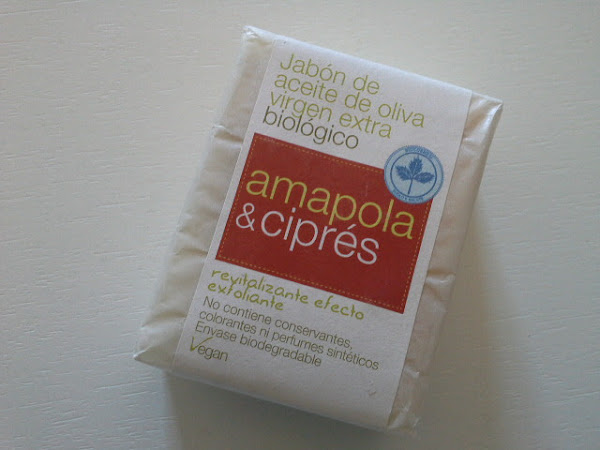 Jabón de
aceite de oliva
virgen extra
biológico
amapola
& ciprés
revitalizante efecto
exfoliante
No contiene conservantes,
colorantes ni perfumes sintéticos
Envase biodegradable
Vegan